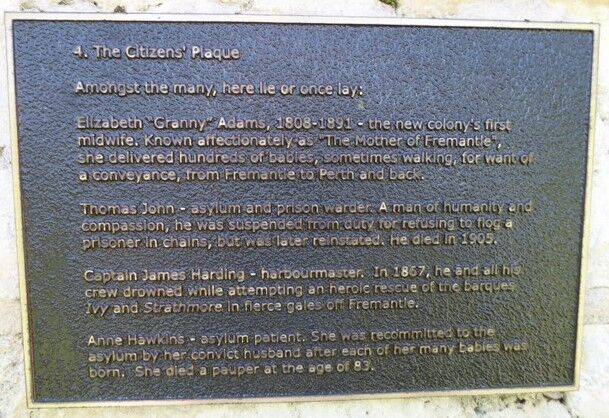 4. The Citizens' Plaque
Amongst the many, here lie or once lay:
Elizabeth "Granny" Adams, 1808-1891 - the new colony's first
midwife. Known affectionately as "The Mother of Fremantle",
she delivered hundreds of babies, sometimes walking, for want of
a conveyance, from Fremantle to Perth and back.
Thomas John - asylum and prison warder. A man of humanity and
compassion, he was suspended from duty for refusing to flog a
prisoner in chains, but was later reinstated. He died in 1905.
Captain James Harding - harbourmaster. In 1867, he and all his
crew drowned while attempting an heroic rescue of the barques
Ivy and Strathmore in fierce gales off Fremantle.
Anne Hawkins - asylum patient. She was recommitted to the
asylum by her convict husband after each of her many babies was
born. She died a pauper at the age of 83.